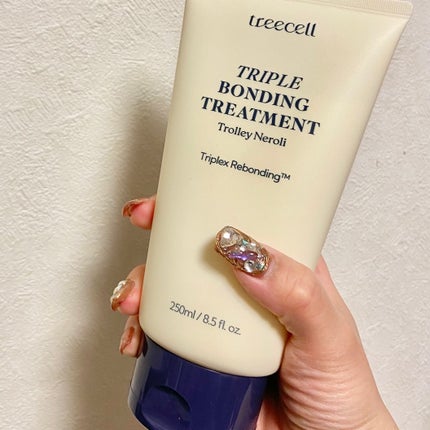 treecell
TRIPLE
BONDING
TREATMENT
Trolley Neroli
Triplex Rebonding™
250ml / 8.5 fl. oz.